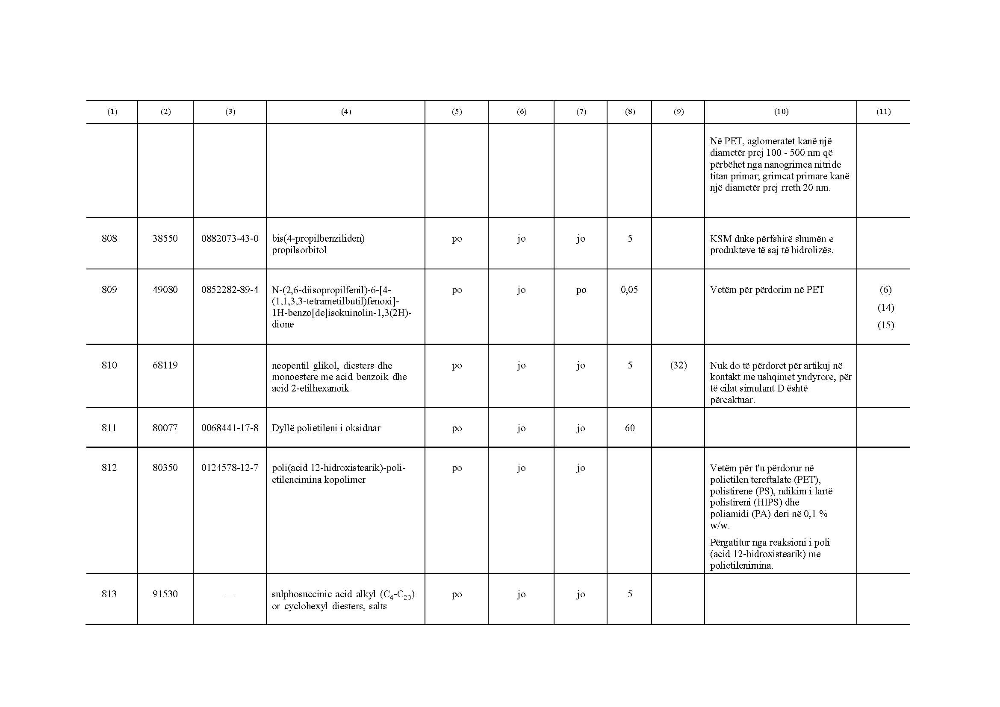 (1) (2) (3) (4) (5) (6) (7) (8) (9) (10) (11)
Në PET, aglomeratet kanë një
diametër prej 100 - 500 nm që
përbëhet nga nanogrimca nitride
titan primar; grimcat primare kanë
një diametër prej rreth 20 nm.
808 38550 0882073-43-0 bis(4-propilbenziliden) po jo jo 5 KSM duke përfshirë shumën e
propilsorbitol produkteve të saj të hidrolizës.
809 49080 0852282-89-4 N-(2,6-diisopropilfenil)-6-[4- po jo po 0,05 Vetëm për përdorim në PET (6)
(1,1,3,3-tetrametilbutil)fenoxi]- (14)
1H-benzo[de]isokuinolin-1,3(2H)-
dione (15)
810 68119 neopentil glikol, diesters dhe po jo jo 5 (32) Nuk do të përdoret për artikuj në
monoestere me acid benzoik dhe kontakt me ushqimet yndyrore, për
acid 2-etilhexanoik të cilat simulant D është
përcaktuar.
811 80077 0068441-17-8 Dyllë polietileni i oksiduar po jo jo 60
812 80350 0124578-12-7 poli(acid 12-hidroxistearik)-poli- po jo jo Vetëm për t'u përdorur në
etileneimina kopolimer polietilen tereftalate (PET),
polistirene (PS), ndikim i lartë
polistireni (HIPS) dhe
poliamidi (PA) deri në 0,1 %
w/w.
Përgatitur nga reaksioni i poli
(acid 12-hidroxistearik) me
polietilenimina.
813 91530 — sulphosuccinic acid alkyl (C4-C20) po jo jo 5
or cyclohexyl diesters, salts